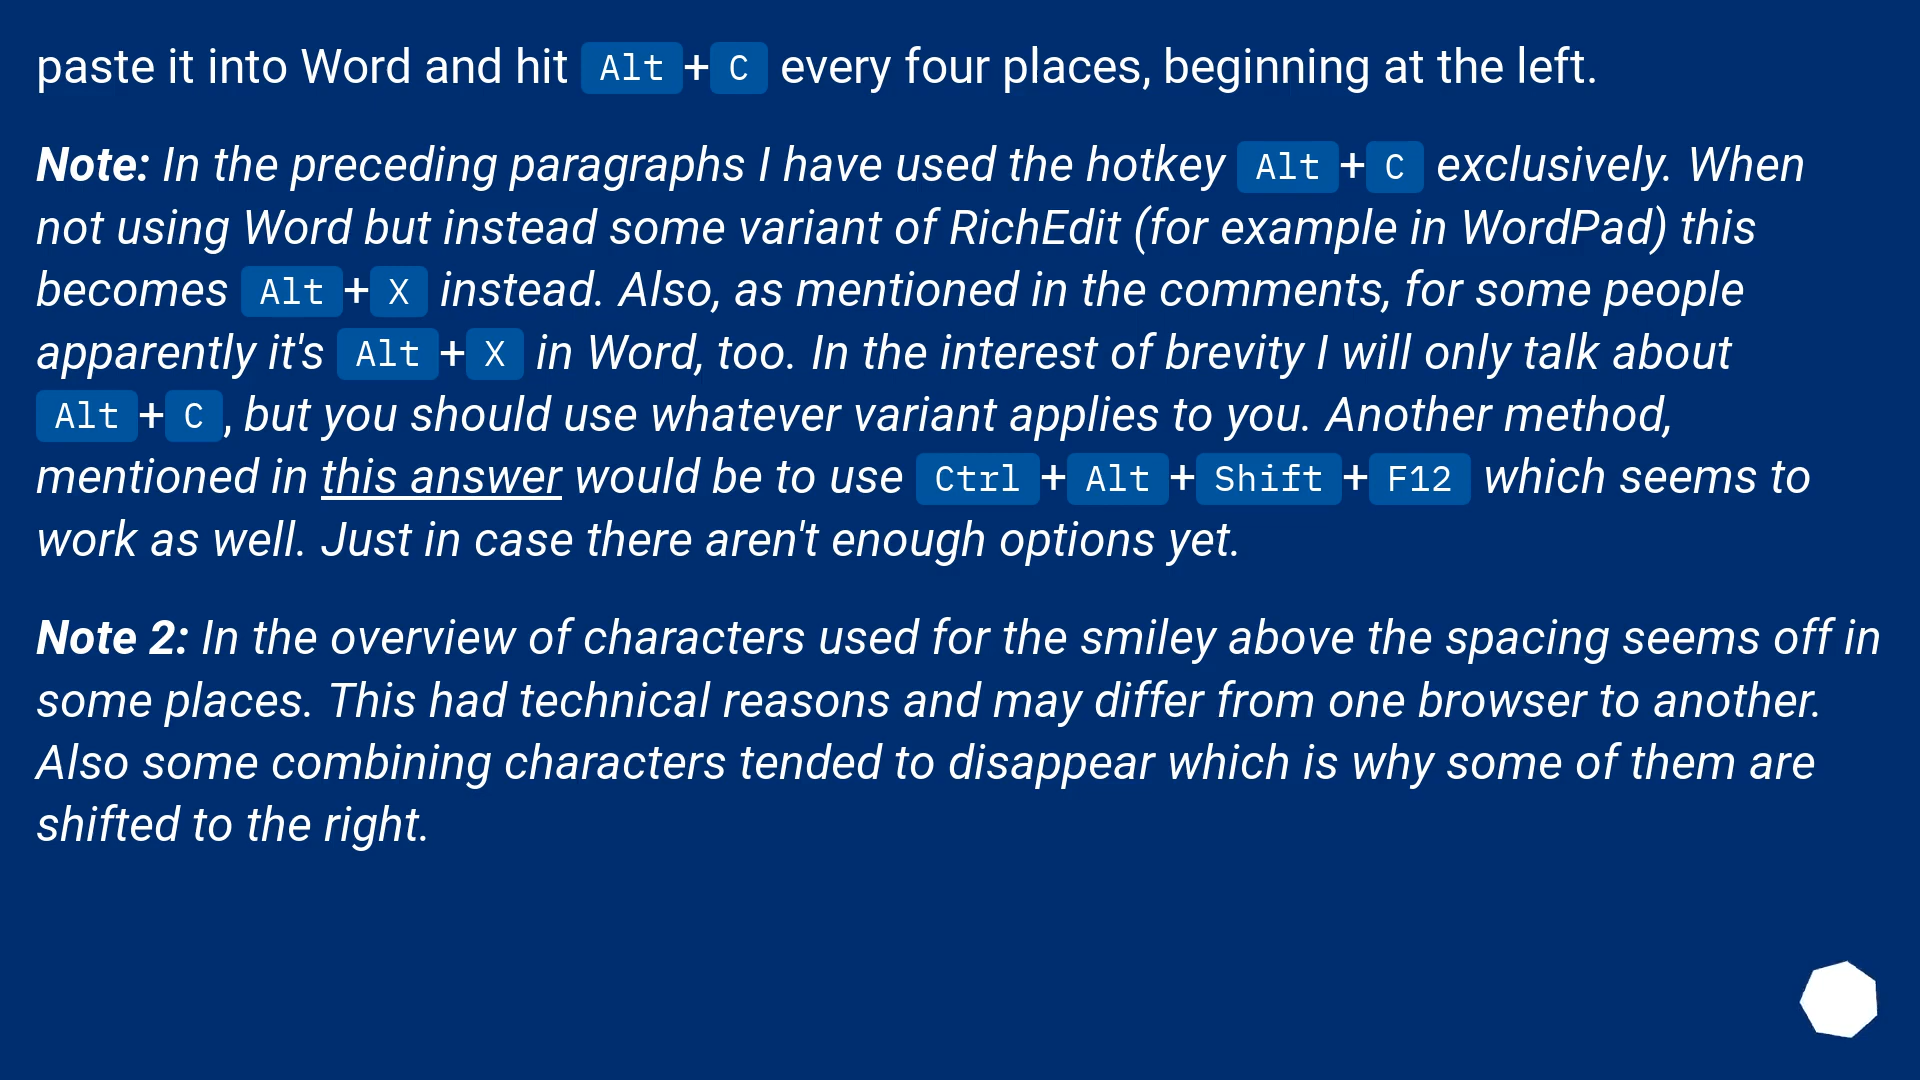 paste it into Word and hit Alt+C every four places, beginning at the left.
Note: In the preceding paragraphs I have used the hotkey Alt+C exclusively. When
not using Word but instead some variant of RichEdit (for example in WordPad) this
becomes Alt+X instead. Also, as mentioned in the comments, for some people
apparently it's Alt+X in Word, too. In the interest of brevity I will only talk about
Alt+C, but you should use whatever variant applies to you. Another method,
mentioned in this answer would be to use Ctrl+Alt+Shift+F12 which seems to
work as well. Just in case there aren't enough options yet.
Note 2: In the overview of characters used for the smiley above the spacing seems off in
some places. This had technical reasons and may differ from one browser to another.
Also some combining characters tended to disappear which is why some of them are
shifted to the right.